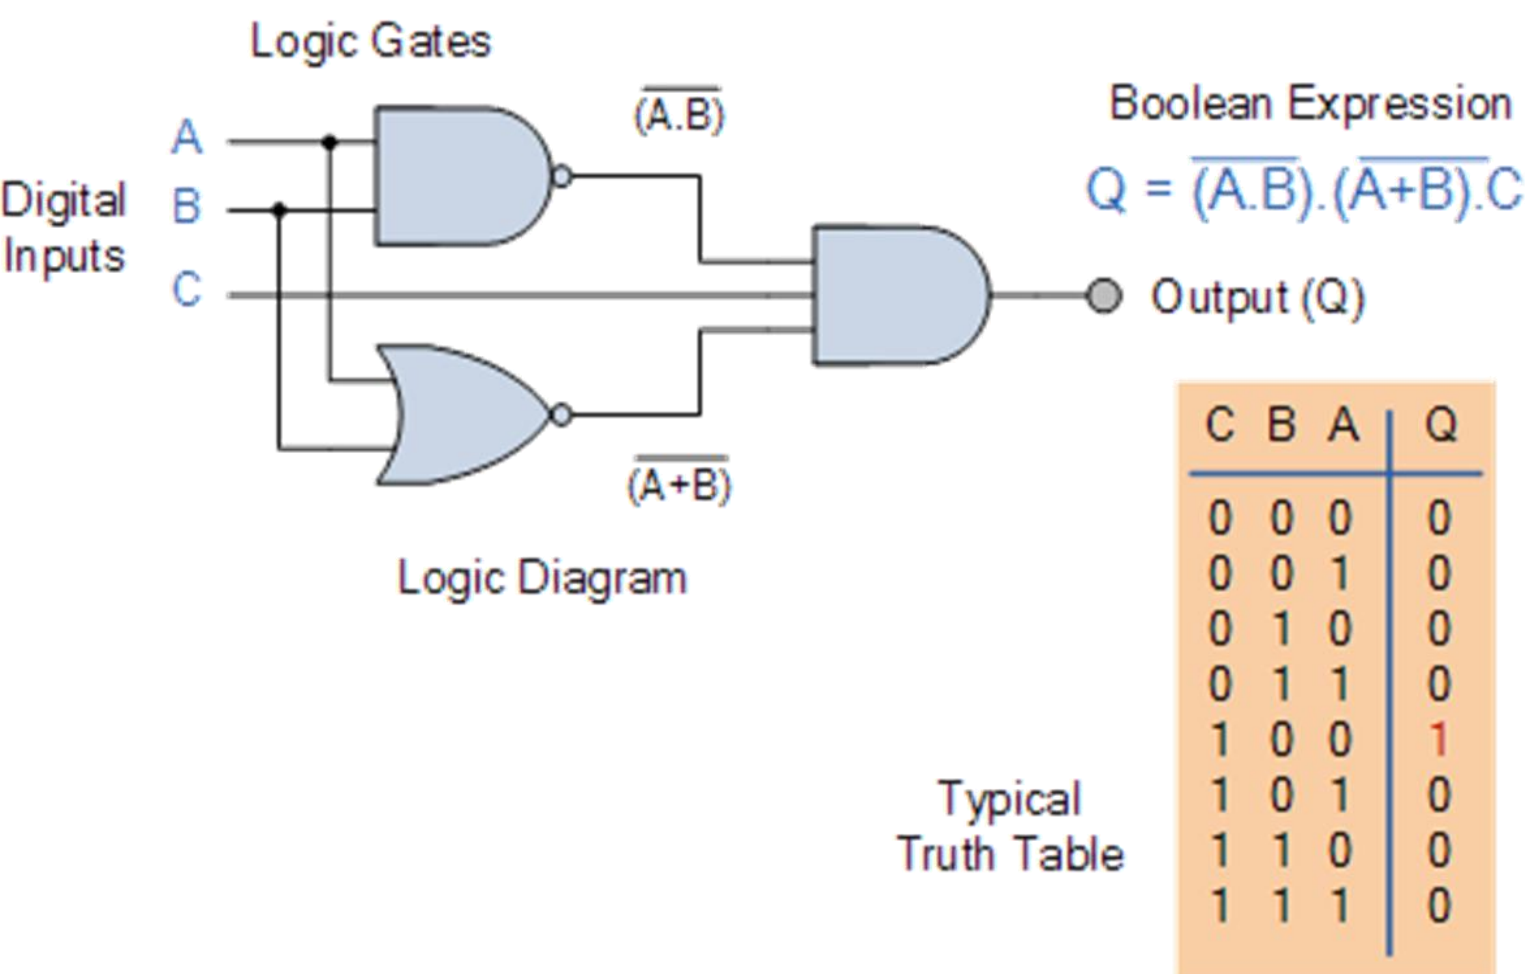 Logic Gates
A
B
C
Digital
Inputs
(A̅.̅B̅)
(A̅+̅B̅)
Logic Diagram
Boolean Expression
Q = (A̅.̅B̅).(A̅+̅B̅).C
Output (Q)
C B A Q
0 0 0 0
0 0 1 0
0 1 0 0
0 1 1 0
1 0 0 1
1 0 1 0
1 1 0 0
1 1 1 0
Typical
Truth Table